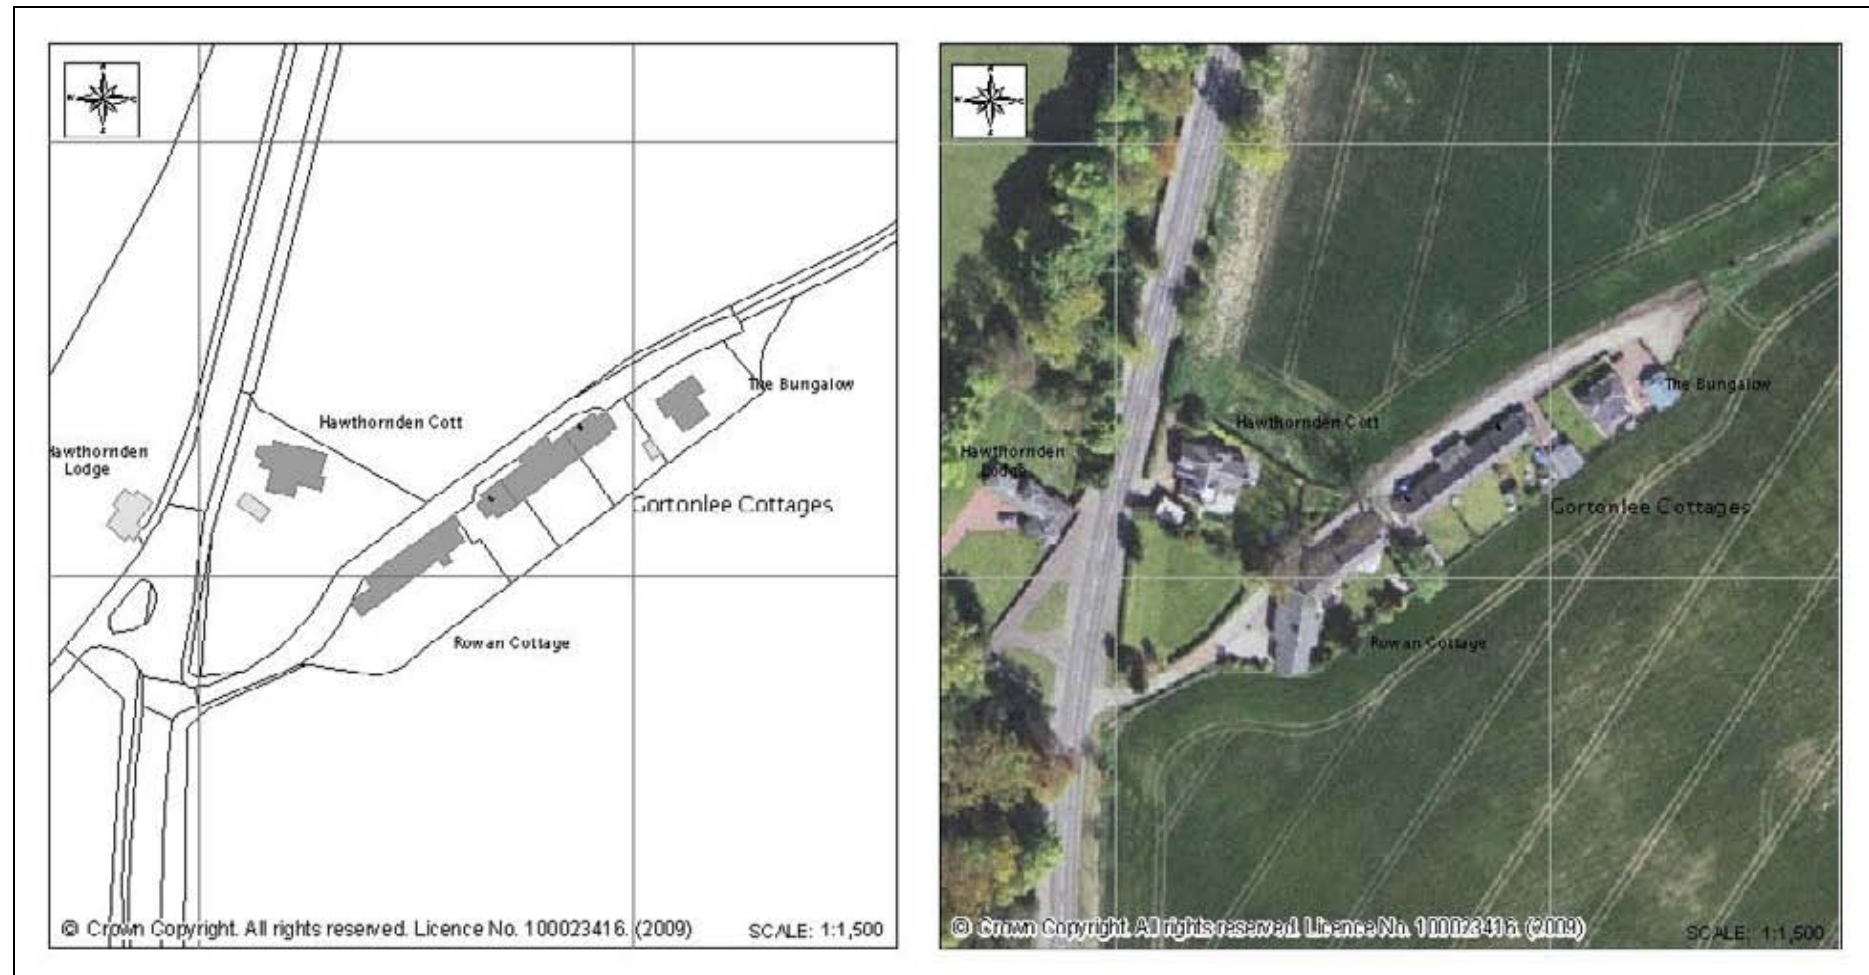 Hawthornden Cott
The Bungalow
Hawthornden
Lodge
Gortonlee Cottages
Rowan Cottage
© Crown Copyright. All rights reserved. Licence No. 100023416. (2009)
SCALE: 1:1,500
The Bungalow
Hawthornden Cott
Hawthornden
Lodge
Gortonlee Cottages
Rowan Cottage
© Crown Copyright. All rights reserved. Licence No. 100023416. (2009)
SCALE: 1:1,500